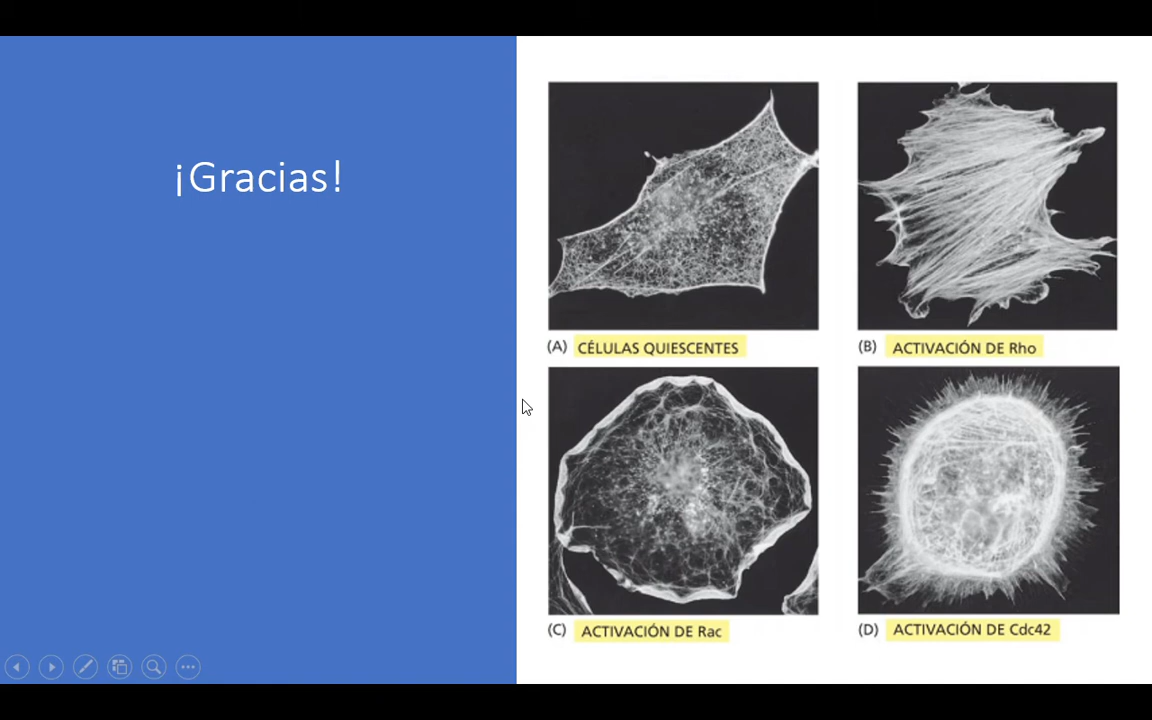 ¡Gracias!
(A) CÉLULAS QUIESCENTES
(B) ACTIVACIÓN DE Rho
(C) ACTIVACIÓN DE Rac
(D) ACTIVACIÓN DE Cdc42